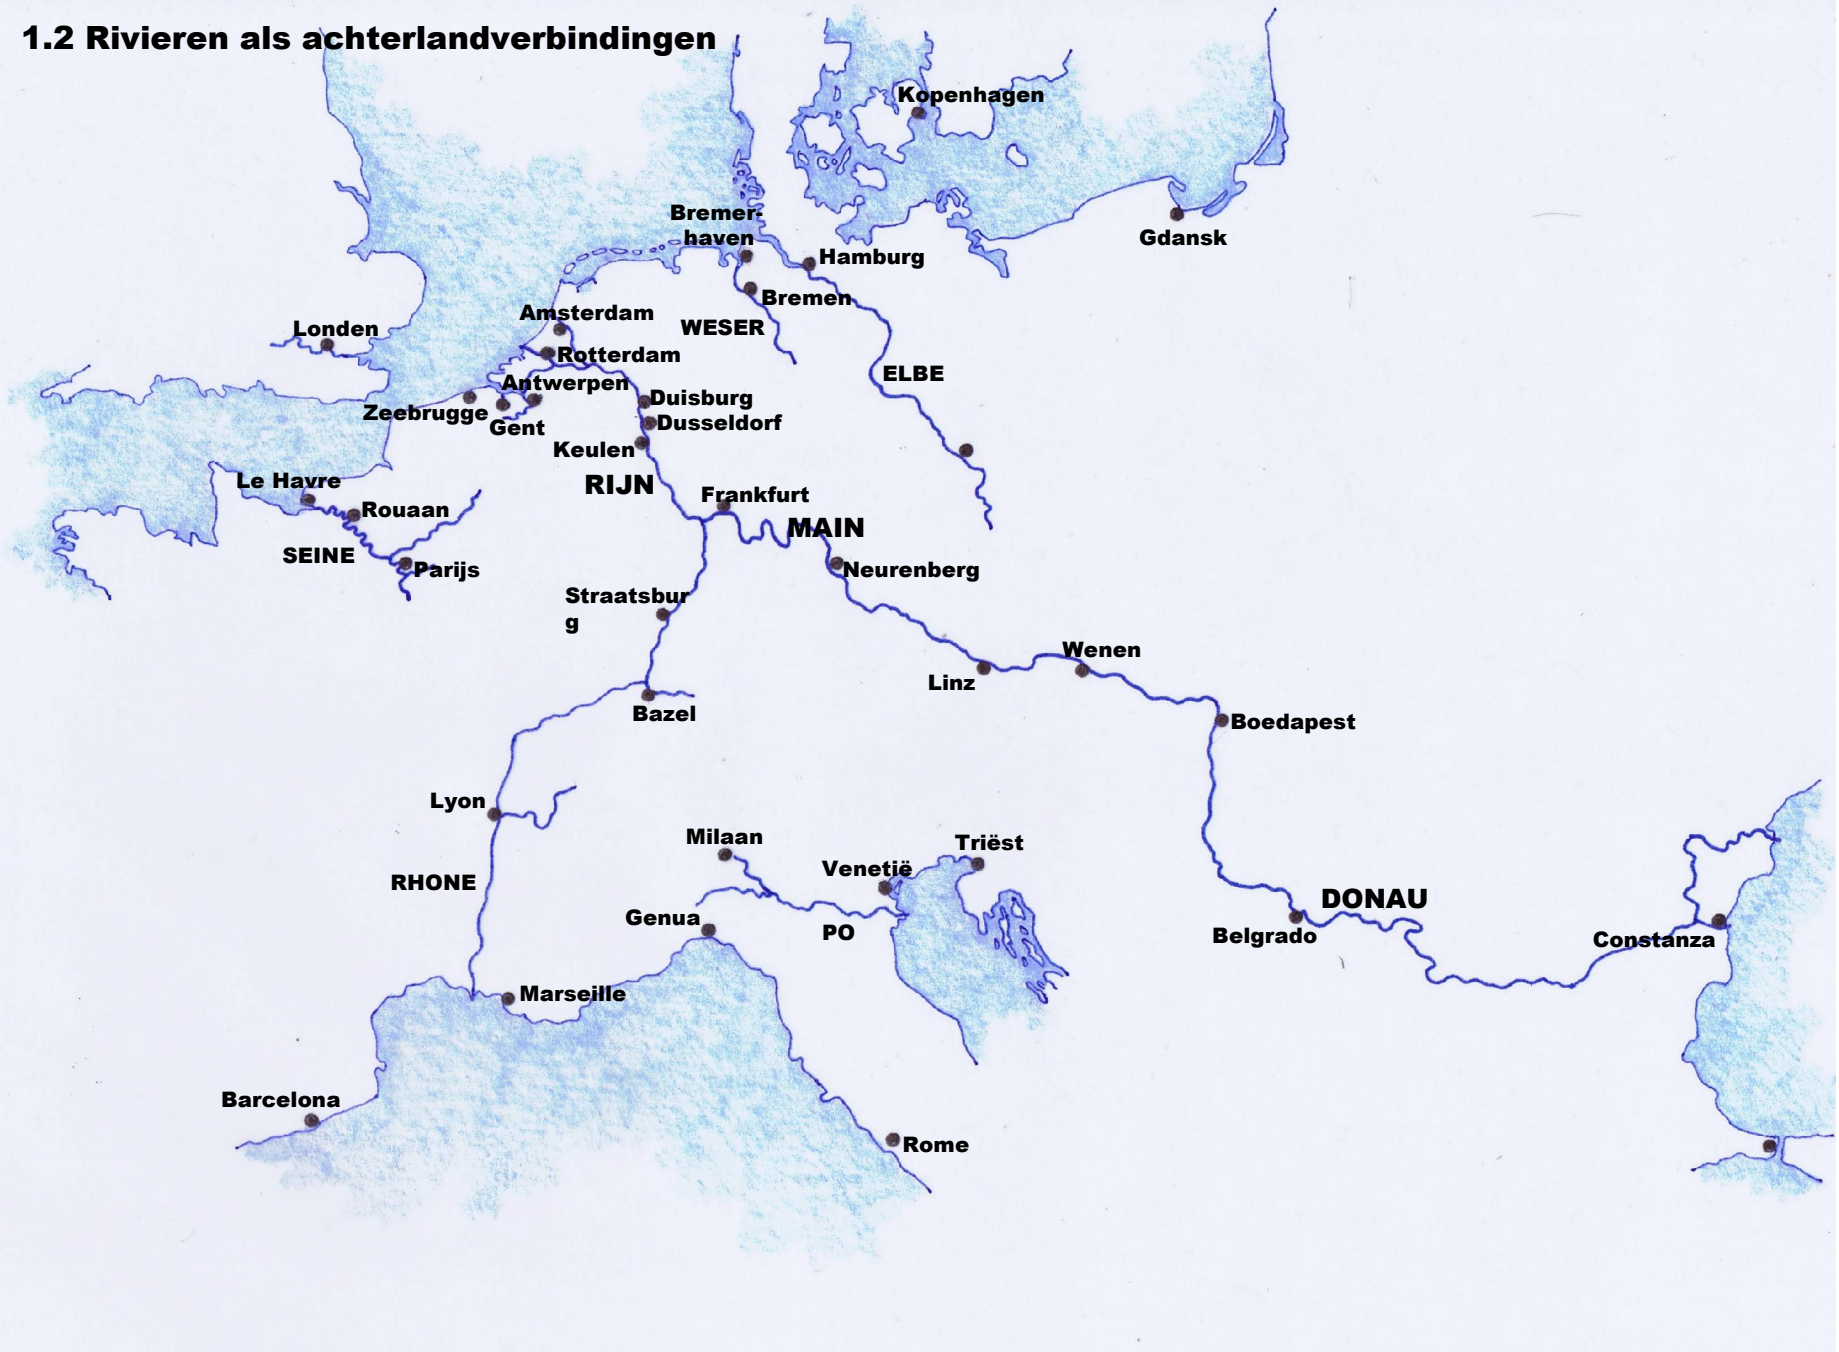 1.2 Rivieren als achterlandverbindingen
Kopenhagen
Bremer-
haven
Gdansk
Hamburg
Bremen
Amsterdam
WESER
Londen
Rotterdam
ELBE
Antwerpen
Duisburg
Zeebrugge
Dusseldorf
Gent
Keulen
Le Havre
RIJN
Frankfurt
Rouaan
MAIN
SEINE
Parijs
Neurenberg
Straatsbur
g
Wenen
Linz
Bazel
Boedapest
Lyon
Milaan
Triëst
Venetië
RHONE
DONAU
Genua
PO
Belgrado
Constanza
Marseille
Barcelona
Rome